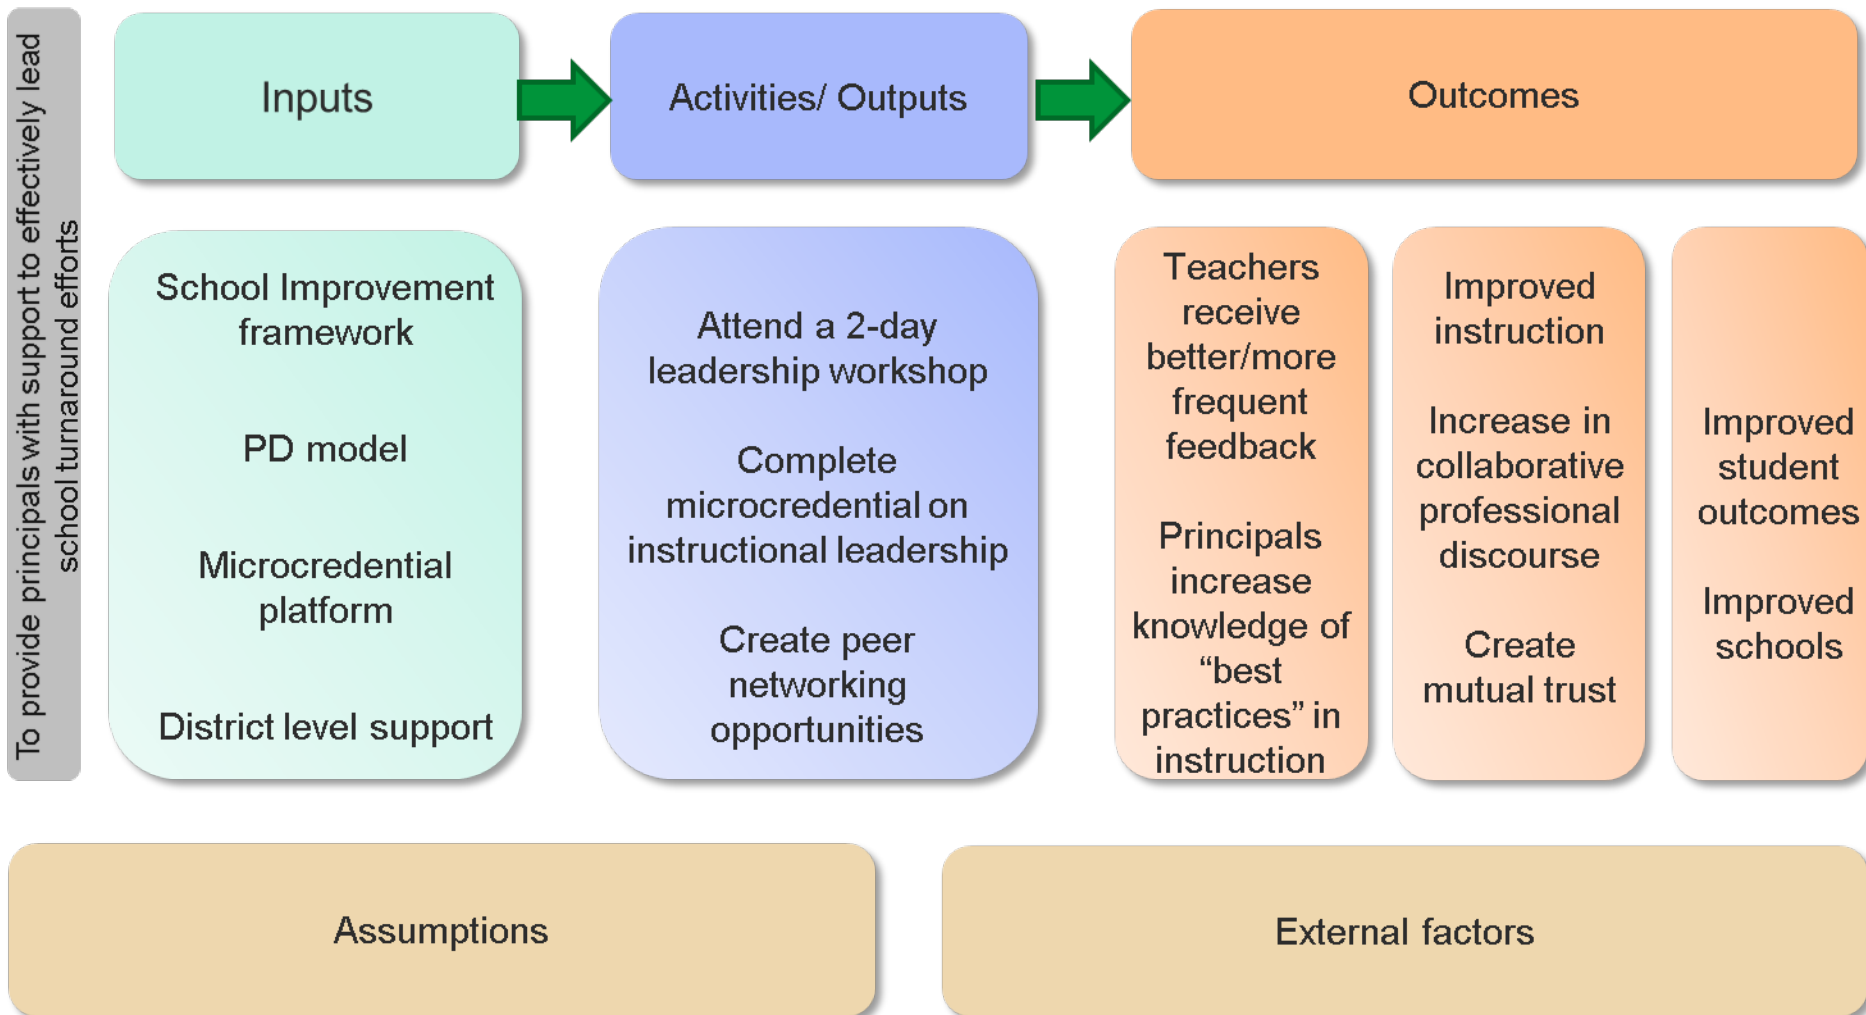 To provide principals with support to effectively lead
school turnaround efforts
Inputs
Activities/ Outputs
Outcomes
School Improvement
framework
PD model
Microcredential
platform
District level support
Attend a 2-day
leadership workshop
Complete
microcredential on
instructional leadership
Create peer
networking
opportunities
Teachers
receive
better/more
frequent
feedback
Principals
increase
knowledge of
“best
practices” in
instruction
Improved
instruction
Increase in
collaborative
professional
discourse
Create
mutual trust
Improved
student
outcomes
Improved
schools
Assumptions
External factors